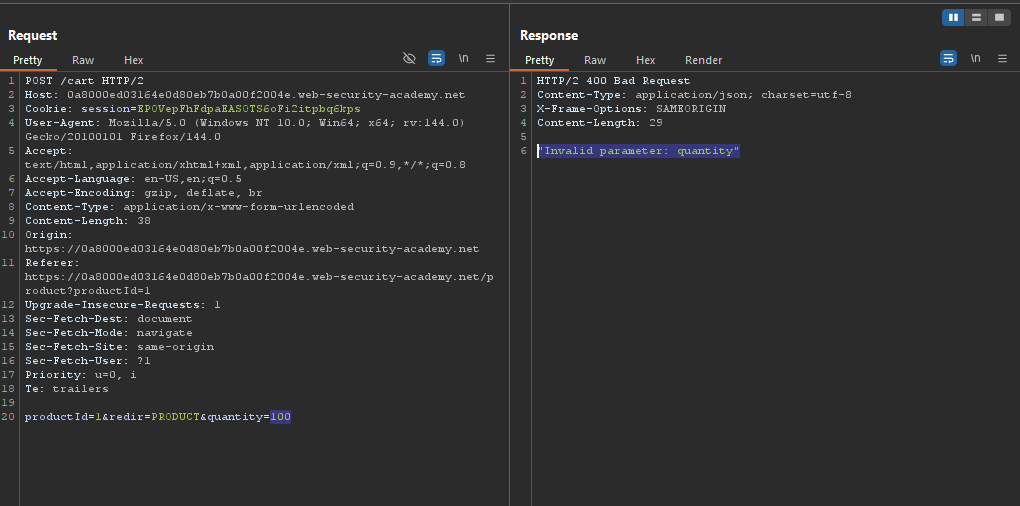 Request
Pretty Raw Hex
\n
1 POST /cart HTTP/2
2 Host: 0a8000ed03164e0d80eb7b0a00f2004e.web-security-academy.net
3 Cookie: session=EP0VepFhFdpaEAS0TS6oFi2itpbq6kps
4 User-Agent: Mozilla/5.0 (Windows NT 10.0; Win64; x64; rv:144.0)
Gecko/20100101 Firefox/144.0
5 Accept:
text/html,application/xhtml+xml,application/xml;q=0.9,*/*;q=0.8
6 Accept-Language: en-US,en;q=0.5
7 Accept-Encoding: gzip, deflate, br
8 Content-Type: application/x-www-form-urlencoded
9 Content-Length: 38
10 Origin:
https://0a8000ed03164e0d80eb7b0a00f2004e.web-security-academy.net
11 Referer:
https://0a8000ed03164e0d80eb7b0a00f2004e.web-security-academy.net/p
roduct?productId=1
12 Upgrade-Insecure-Requests: 1
13 Sec-Fetch-Dest: document
14 Sec-Fetch-Mode: navigate
15 Sec-Fetch-Site: same-origin
16 Sec-Fetch-User: ?1
17 Priority: u=0, i
18 Te: trailers
19
20 productId=1&redir=PRODUCT&quantity=100
Response
Pretty Raw Hex Render
\n
1 HTTP/2 400 Bad Request
2 Content-Type: application/json; charset=utf-8
3 X-Frame-Options: SAMEORIGIN
4 Content-Length: 29
5
6 "Invalid parameter: quantity"